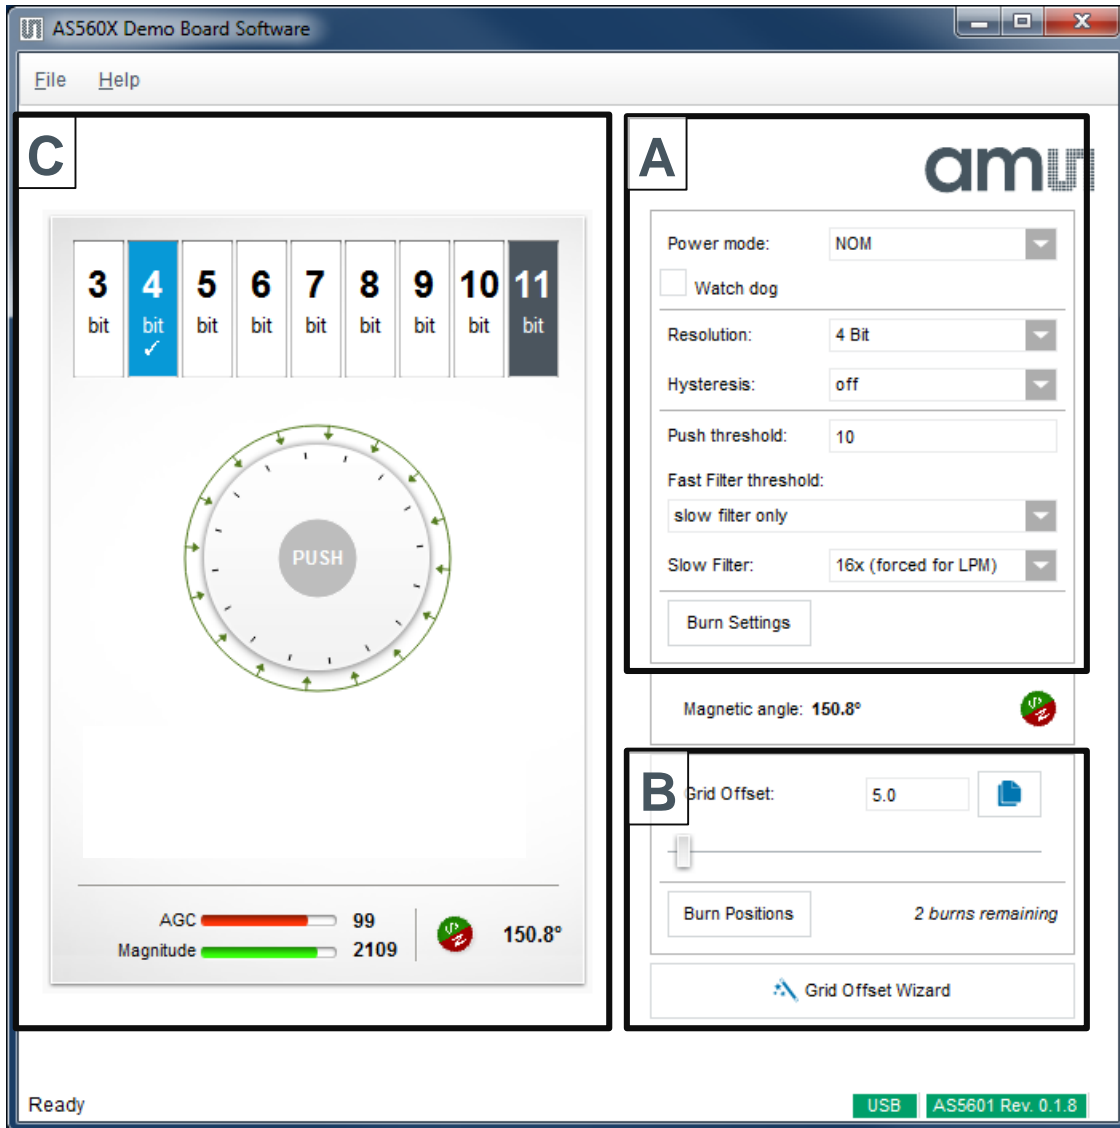 AS560X Demo Board Software
File Help
C
3 4 5 6 7 8 9 10 11
bit bit bit bit bit bit bit bit bit
PUSH
AGC 99
Magnitude 2109
150.8°
A
am
Power mode: NOM
Watch dog
Resolution: 4 Bit
Hysteresis: off
Push threshold: 10
Fast Filter threshold:
slow filter only
Slow Filter: 16x (forced for LPM)
Burn Settings
Magnetic angle: 150.8°
B
Grid Offset: 5.0
Burn Positions 2 burns remaining
Grid Offset Wizard
Ready
USB AS5601 Rev. 0.1.8